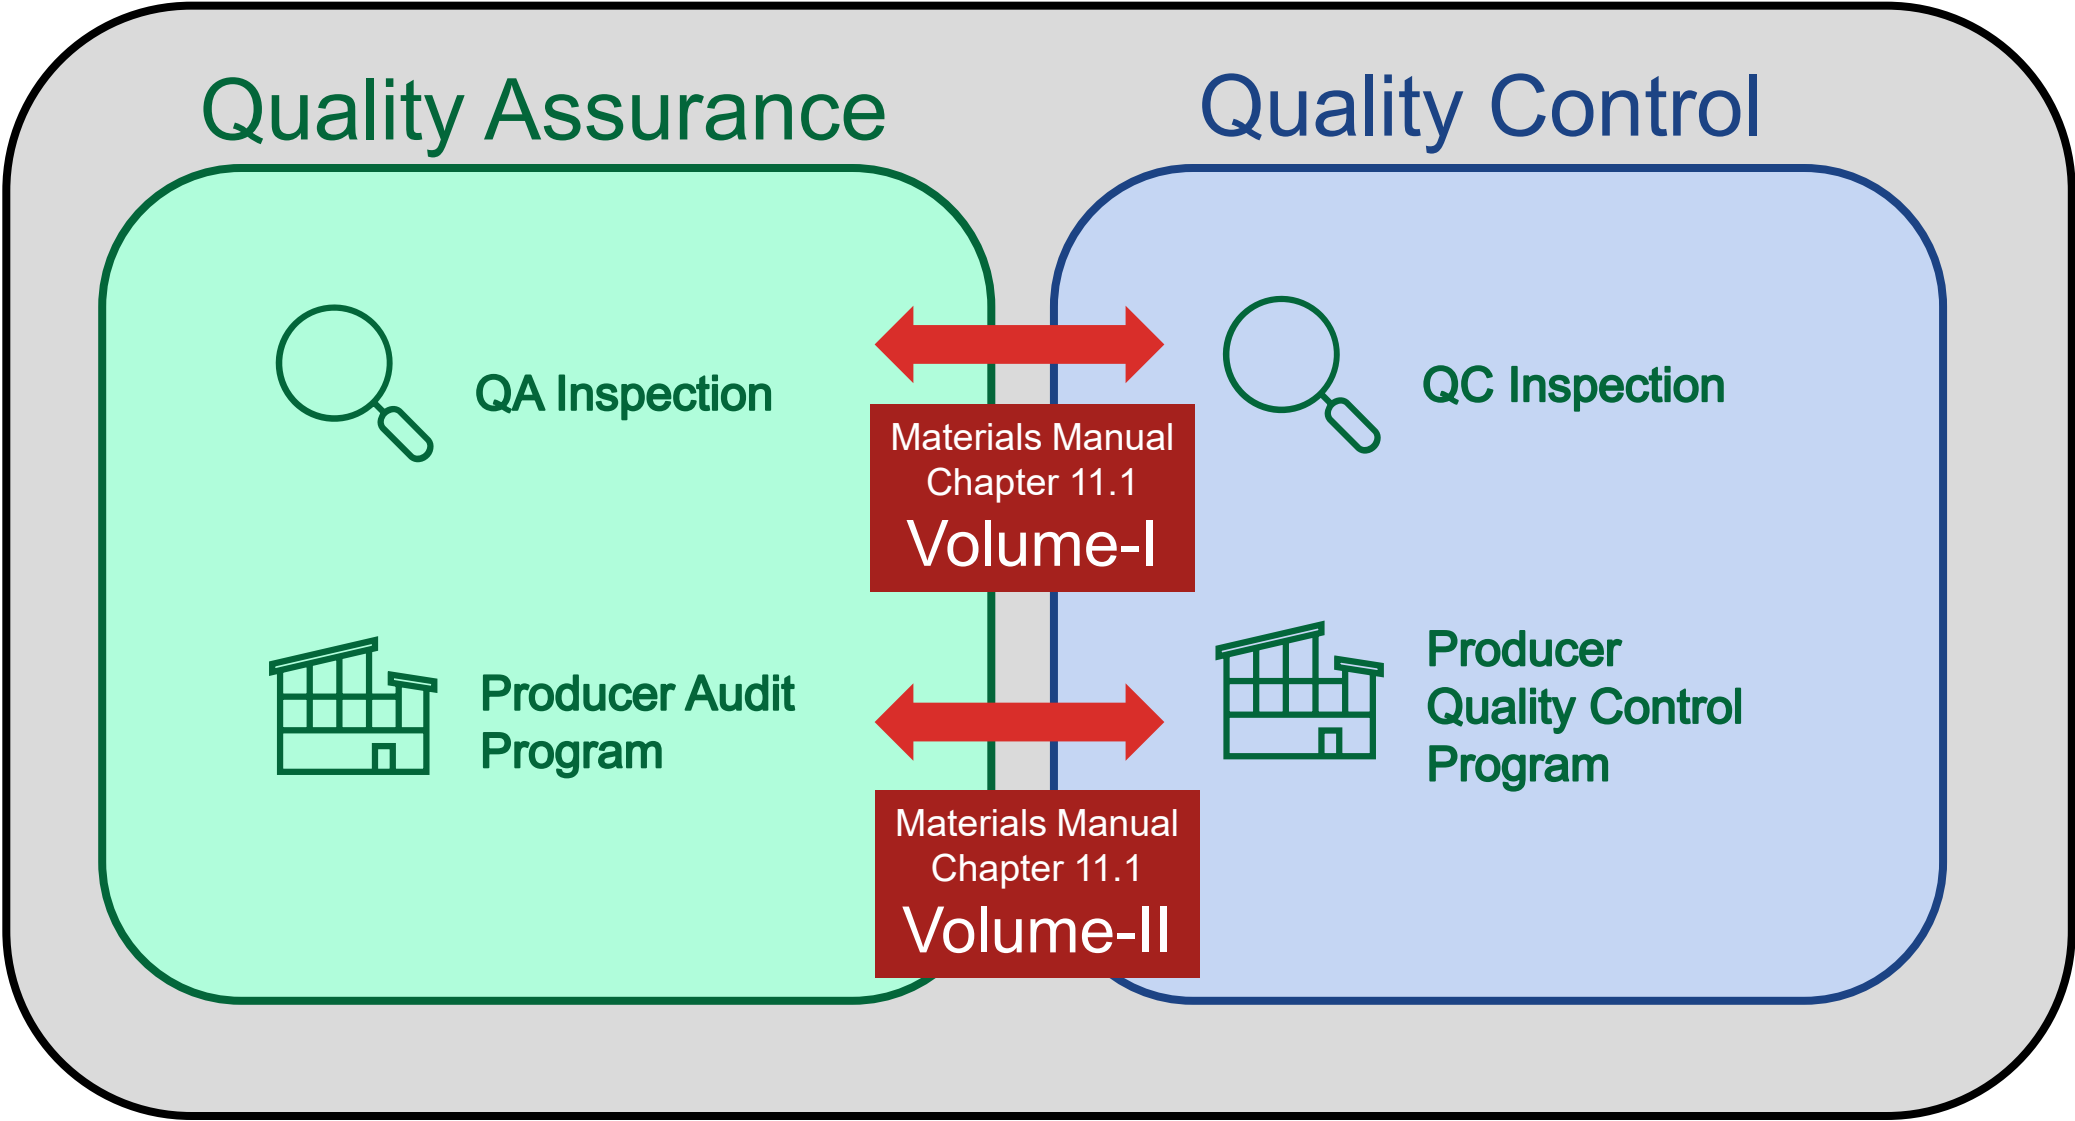 Quality Assurance
Quality Control
QA Inspection
QC Inspection
Materials Manual
Chapter 11.1
Volume-I
Producer Audit
Program
Producer
Quality Control
Program
Materials Manual
Chapter 11.1
Volume-II